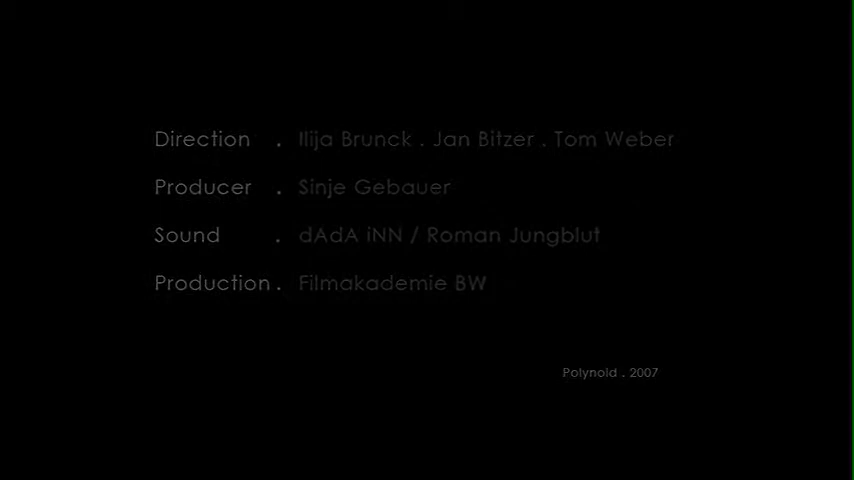 Direction . Ilija Brunck . Jan Bitzer . Tom Weber
Producer . Sinje Gebauer
Sound . dAdA iNN / Roman Jungblut
Production . Filmakademie BW
Polynoid . 2007